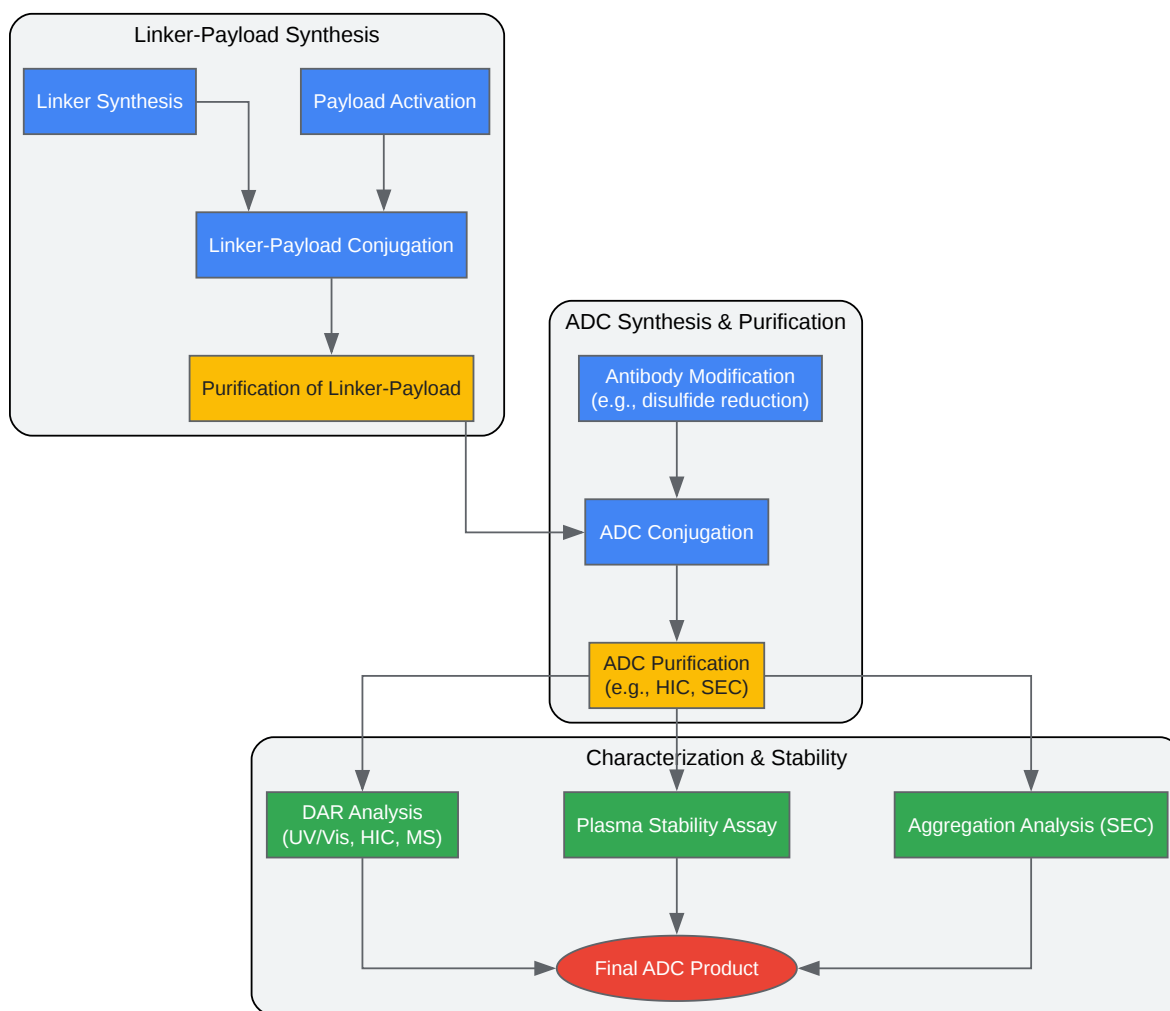 Linker-Payload Synthesis
Linker Synthesis
Payload Activation
Linker-Payload Conjugation
Purification of Linker-Payload
ADC Synthesis & Purification
Antibody Modification
(e.g., disulfide reduction)
ADC Conjugation
ADC Purification
(e.g., HIC, SEC)
Characterization & Stability
DAR Analysis
(UV/Vis, HIC, MS)
Plasma Stability Assay
Aggregation Analysis (SEC)
Final ADC Product